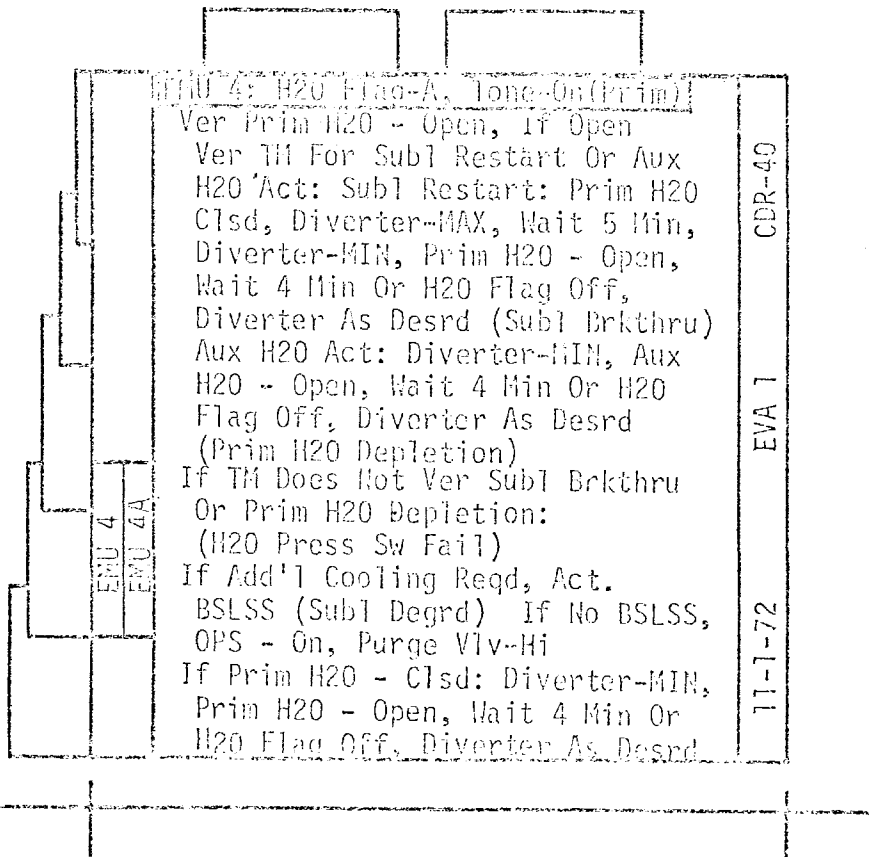 EMU 4: H2O Flag-A, Tone-On(Prim)
Ver Prim H2O - Open, If Open
Ver TM For Subl Restart Or Aux
H2O Act: Subl Restart: Prim H2O
Clsd, Diverter-MAX, Wait 5 Min,
Diverter-MIN, Prim H2O - Open,
Wait 4 Min Or H2O Flag Off,
Diverter As Desrd (Subl Brkthru)
Aux H2O Act: Diverter-MIN, Aux
H2O - Open, Wait 4 Min Or H2O
Flag Off, Diverter As Desrd
(Prim H2O Depletion)
If TM Does Not Ver Subl Brkthru
Or Prim H2O Depletion:
(H2O Press Sw Fail)
If Add'l Cooling Reqd, Act.
BSLSS (Subl Degrd) If No BSLSS,
OPS - On, Purge Vlv-Hi
If Prim H2O - Clsd: Diverter-MIN,
Prim H2O - Open, Wait 4 Min Or
H2O Flag Off, Diverter As Desrd
EMU 4
EMU 4A
CDR-40
EVA 1
11-1-72